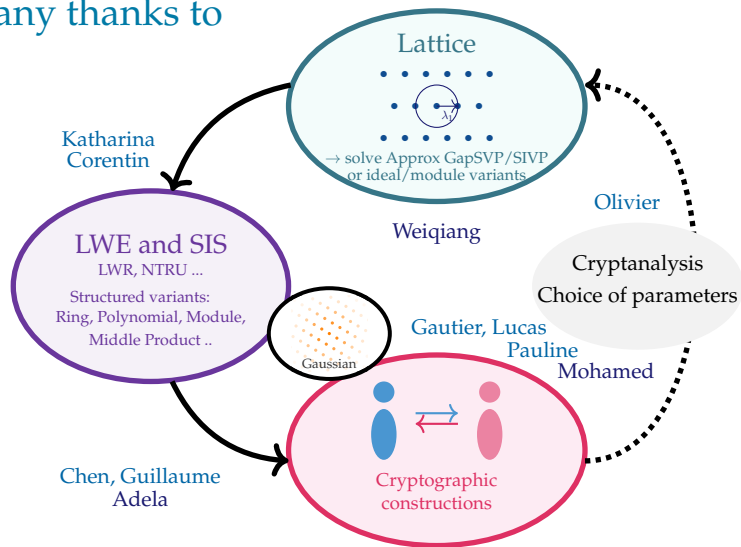 any thanks to
Lattice
λ₁
→ solve Approx GapSVP/SIVP
or ideal/module variants
Katharina
Corentin
Olivier
Weiqiang
LWE and SIS
LWR, NTRU ...
Structured variants:
Ring, Polynomial, Module,
Middle Product ..
Cryptanalysis
Choice of parameters
Gaussian
Gautier, Lucas
Pauline
Mohamed
Chen, Guillaume
Adela
Cryptographic
constructions